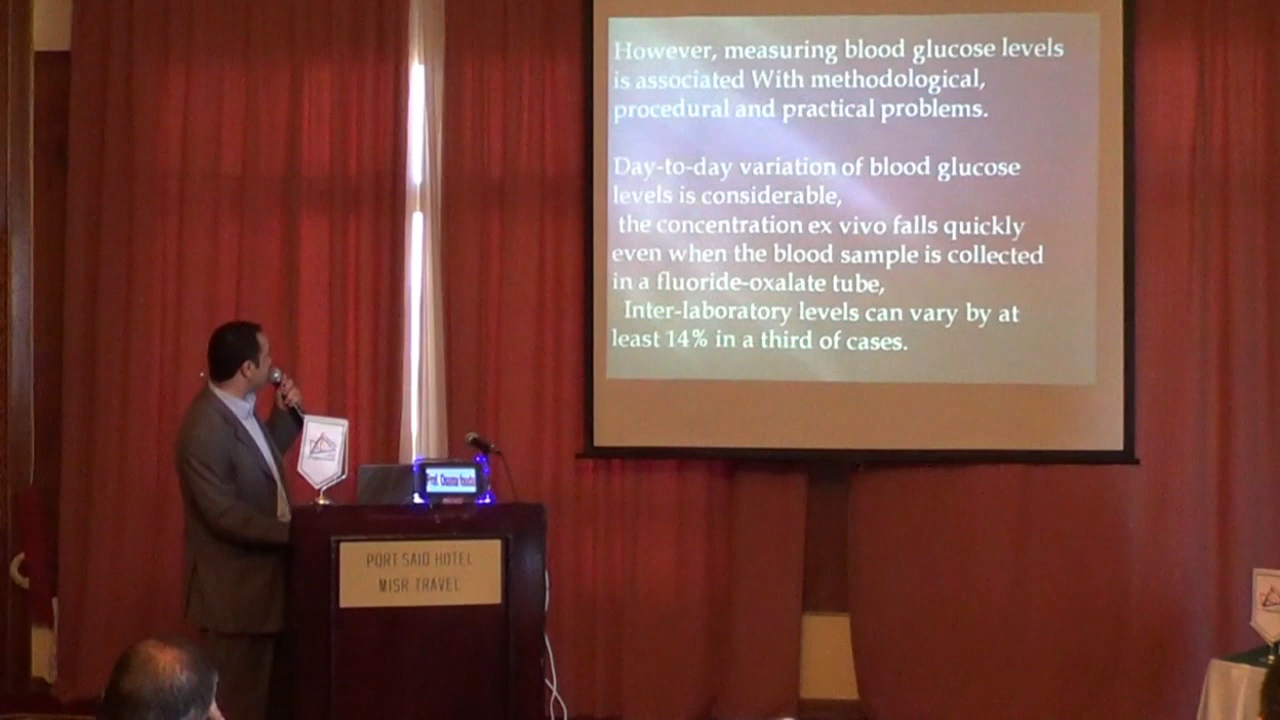 However, measuring blood glucose levels
is associated With methodological,
procedural and practical problems.
Day-to-day variation of blood glucose
levels is considerable,
the concentration ex vivo falls quickly
even when the blood sample is collected
in a fluoride-oxalate tube,
Inter-laboratory levels can vary by at
least 14% in a third of cases.
Prof. Osama
PORT SAID HOTEL
MISR TRAVEL